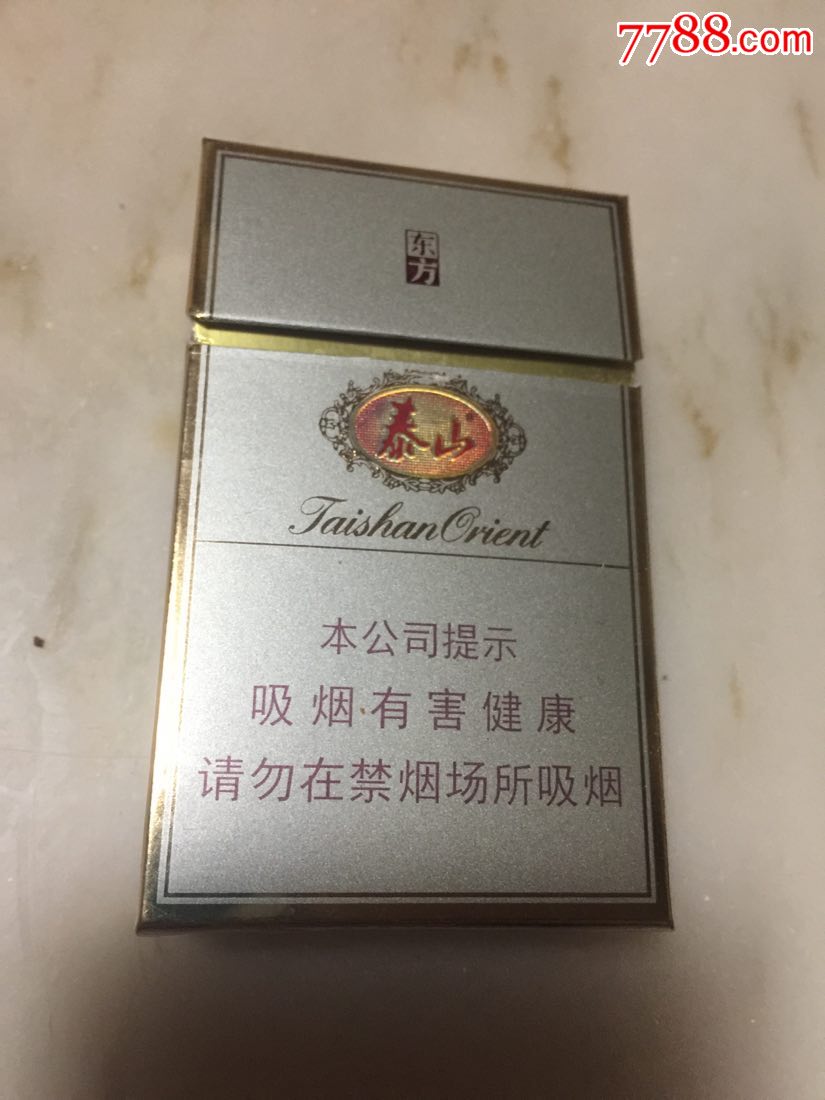 7788.com
东方
泰山
Taishan Orient
本公司提示
吸烟有害健康
请勿在禁烟场所吸烟